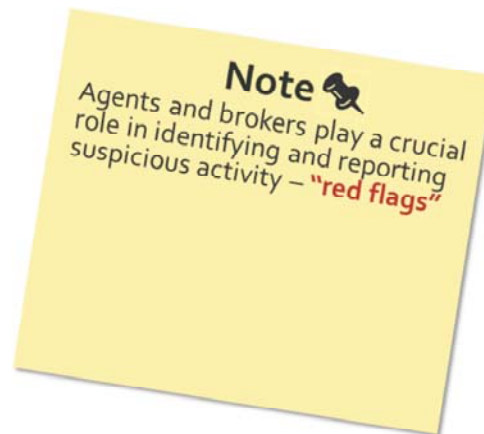 Note
Agents and brokers play a crucial
role in identifying and reporting
suspicious activity – “red flags”